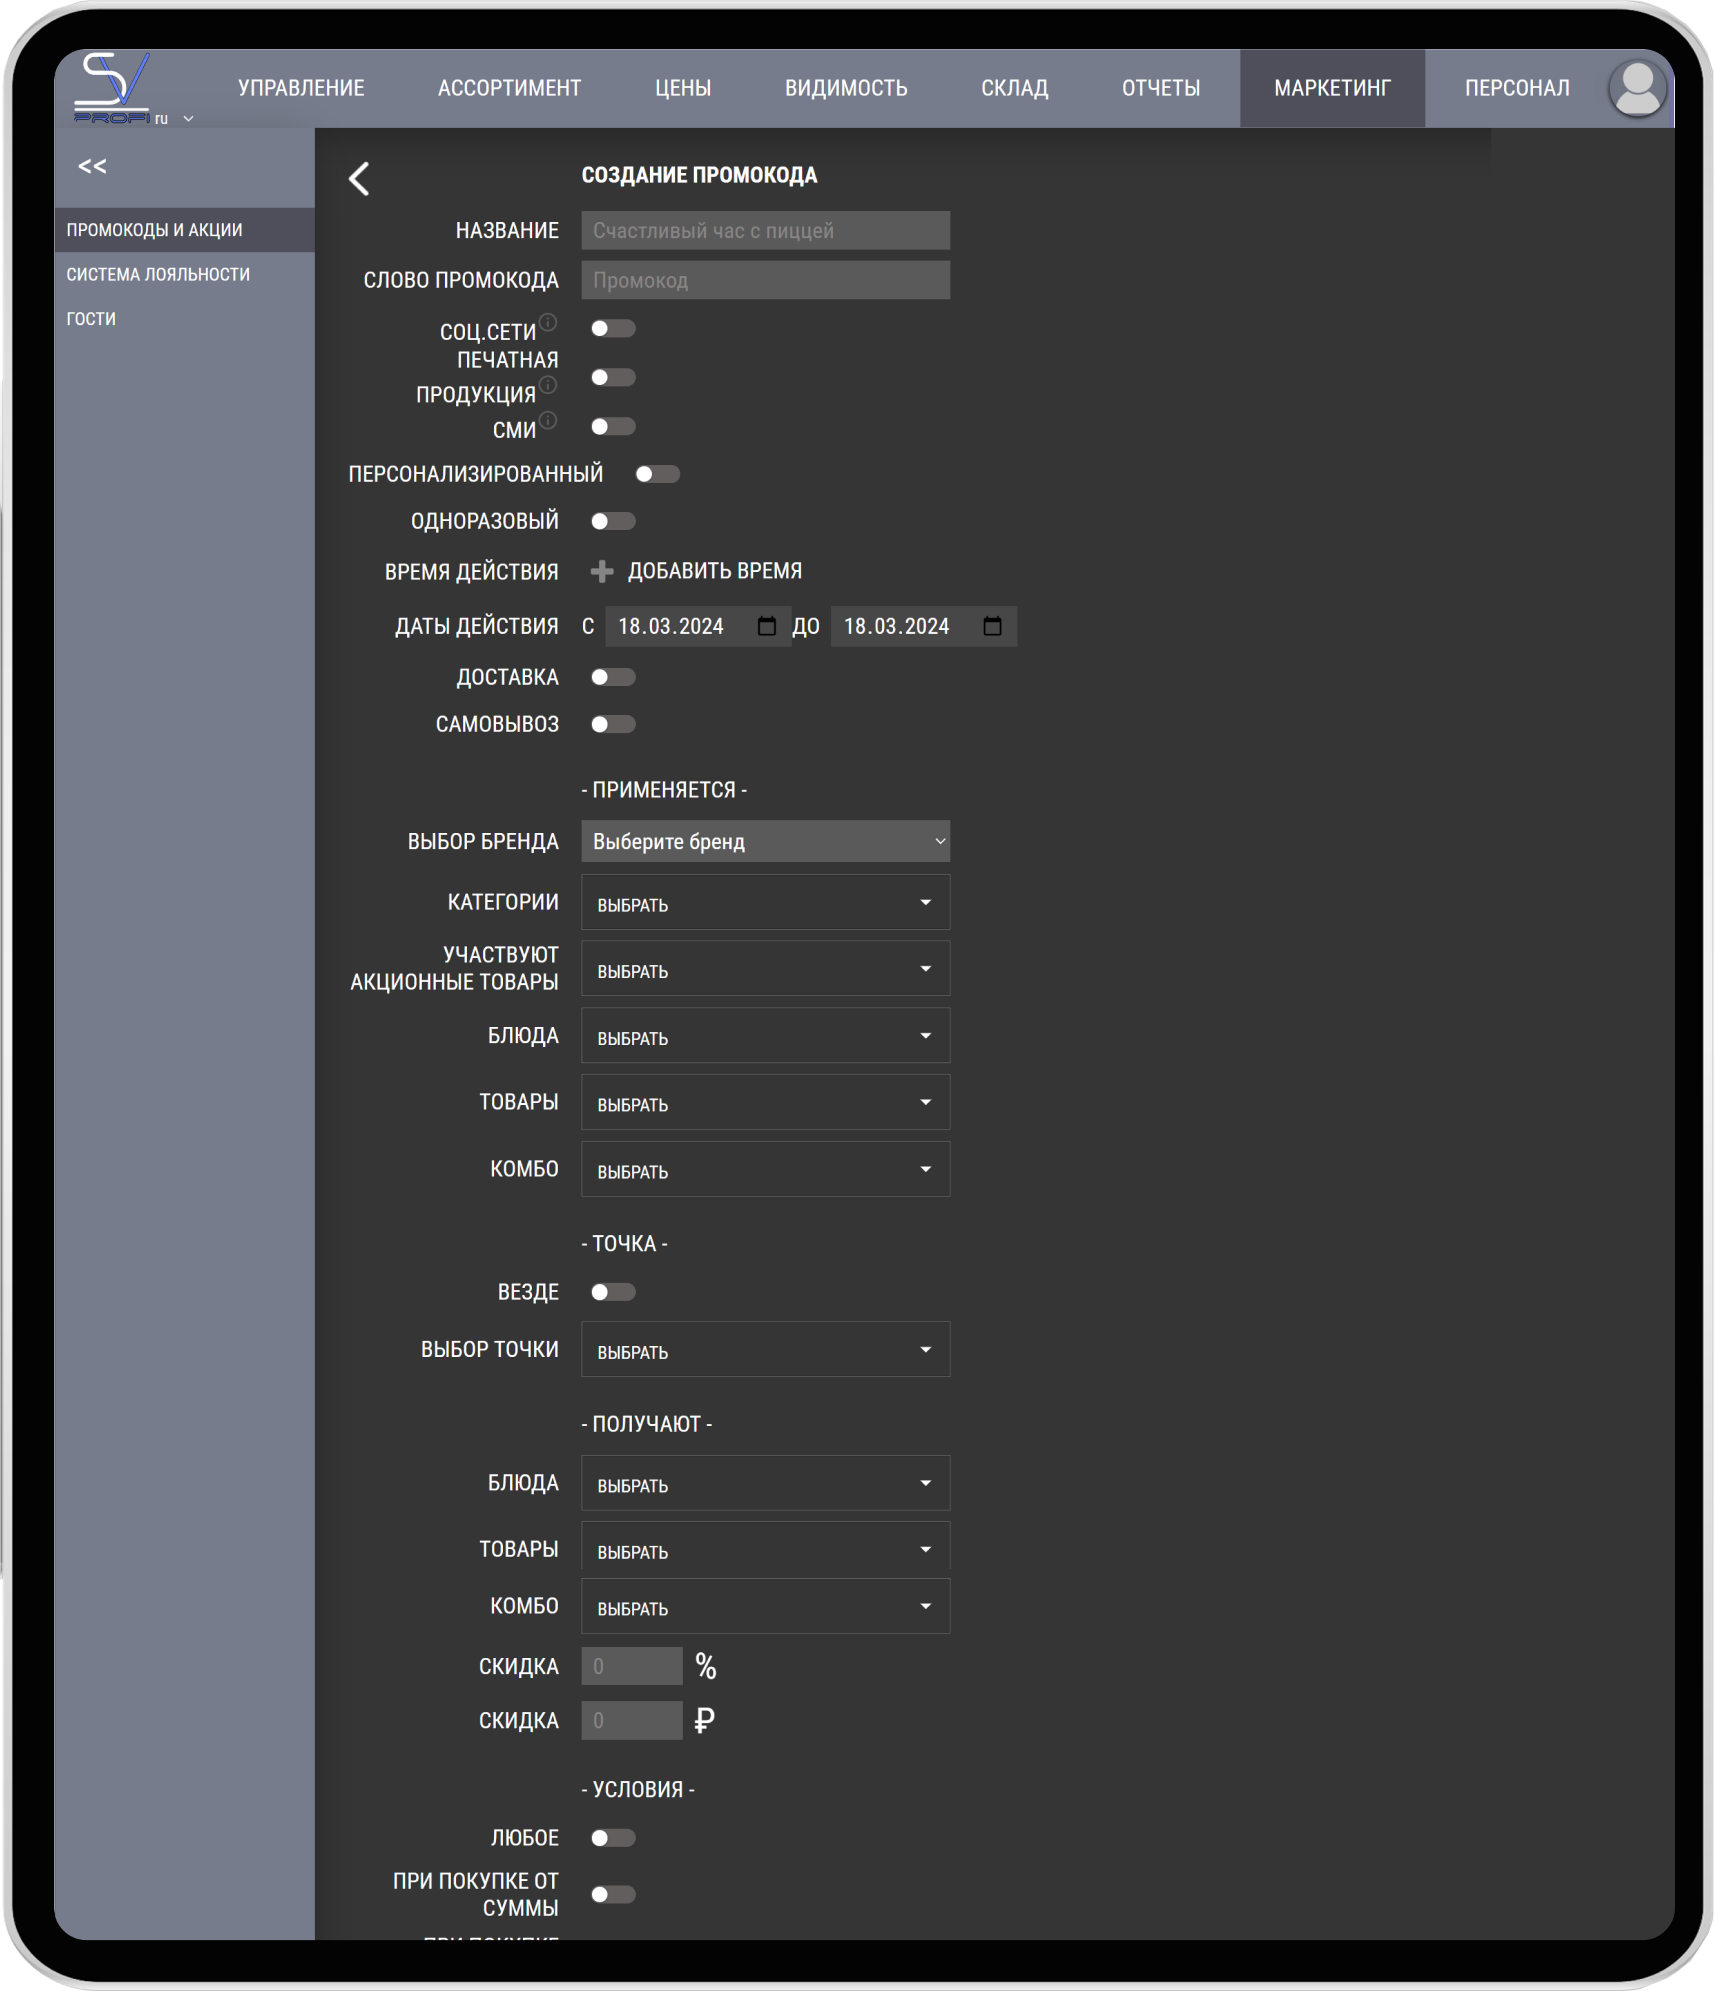 SV
PROFI ru
УПРАВЛЕНИЕ АССОРТИМЕНТ ЦЕНЫ ВИДИМОСТЬ СКЛАД ОТЧЕТЫ МАРКЕТИНГ ПЕРСОНАЛ
<<
ПРОМОКОДЫ И АКЦИИ
СИСТЕМА ЛОЯЛЬНОСТИ
ГОСТИ
СОЗДАНИЕ ПРОМОКОДА
НАЗВАНИЕ Счастливый час с пиццей
СЛОВО ПРОМОКОДА Промокод
СОЦ.СЕТИ
ПЕЧАТНАЯ
ПРОДУКЦИЯ
СМИ
ПЕРСОНАЛИЗИРОВАННЫЙ
ОДНОРАЗОВЫЙ
ВРЕМЯ ДЕЙСТВИЯ ДОБАВИТЬ ВРЕМЯ
ДАТЫ ДЕЙСТВИЯ С 18.03.2024 ДО 18.03.2024
ДОСТАВКА
САМОВЫВОЗ
- ПРИМЕНЯЕТСЯ -
ВЫБОР БРЕНДА Выберите бренд
КАТЕГОРИИ ВЫБРАТЬ
УЧАСТВУЮТ
АКЦИОННЫЕ ТОВАРЫ ВЫБРАТЬ
БЛЮДА ВЫБРАТЬ
ТОВАРЫ ВЫБРАТЬ
КОМБО ВЫБРАТЬ
- ТОЧКА -
ВЕЗДЕ
ВЫБОР ТОЧКИ ВЫБРАТЬ
- ПОЛУЧАЮТ -
БЛЮДА ВЫБРАТЬ
ТОВАРЫ ВЫБРАТЬ
КОМБО ВЫБРАТЬ
СКИДКА 0 %
СКИДКА 0 ₽
- УСЛОВИЯ -
ЛЮБОЕ
ПРИ ПОКУПКЕ ОТ
СУММЫ